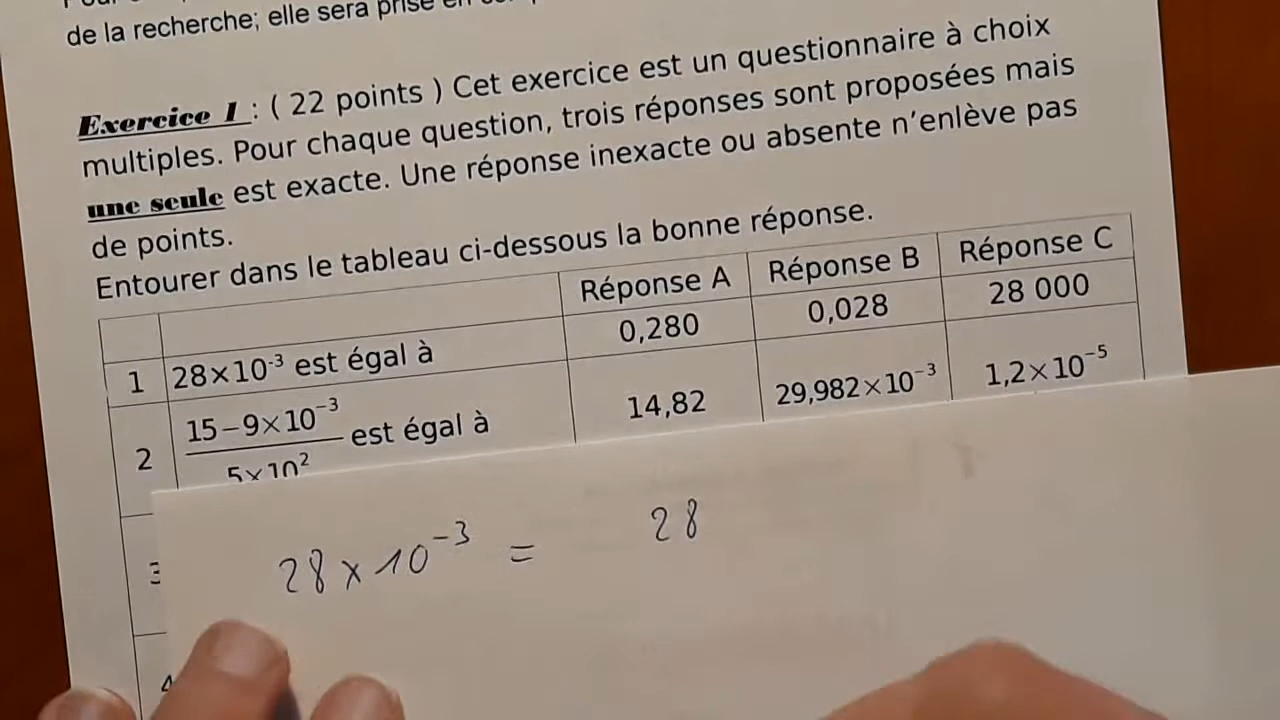 de la recherche; elle sera prise en
Exercice 1 : ( 22 points ) Cet exercice est un questionnaire à choix
multiples. Pour chaque question, trois réponses sont proposées mais
une seule est exacte. Une réponse inexacte ou absente n’enlève pas
de points.
Entourer dans le tableau ci-dessous la bonne réponse.
Réponse A Réponse B Réponse C
1 28×10⁻³ est égal à 0,280 0,028 28 000
2 (15−9×10⁻³)/(5×10²) est égal à 14,82 29,982×10⁻³ 1,2×10⁻⁵
3
28×10⁻³ = 28
4